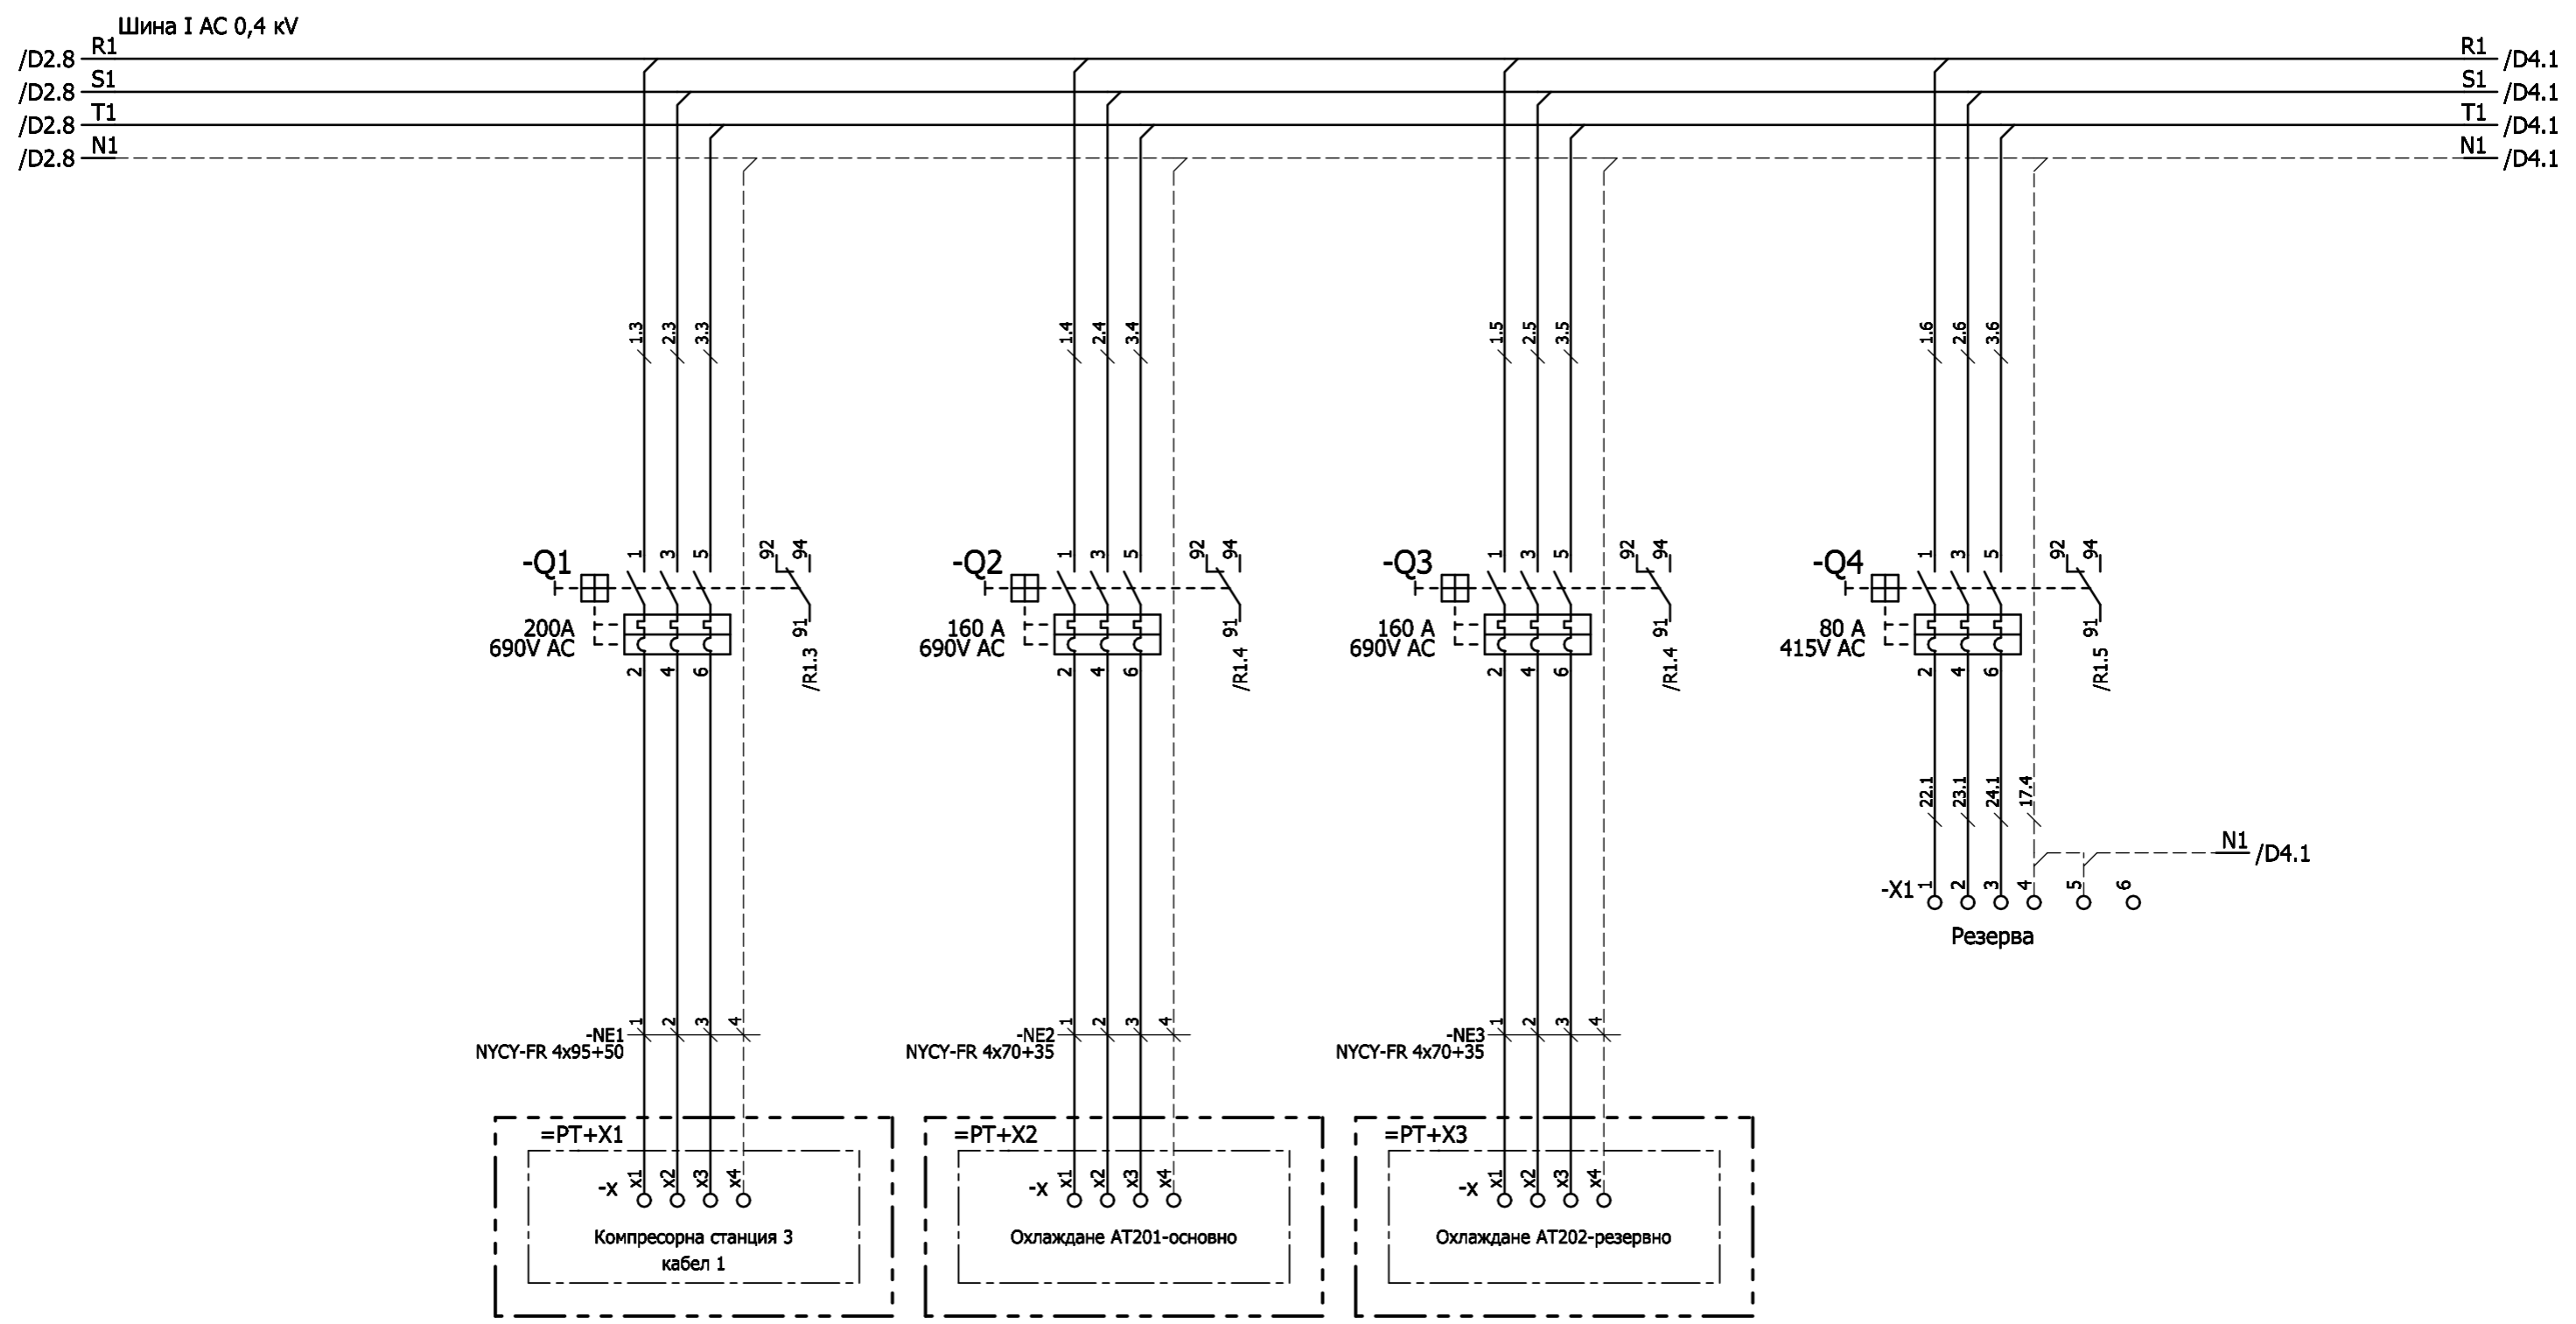 Шина I AC 0,4 kV
/D2.8 R1 R1 /D4.1
/D2.8 S1 S1 /D4.1
/D2.8 T1 T1 /D4.1
/D2.8 N1 N1 /D4.1
1.3 2.3 3.3 1.4 2.4 3.4 1.5 2.5 3.5 1.6 2.6 3.6
-Q1 1 3 5 92 94
200A
690V AC
2 4 6 91 /R1.3
-Q2 1 3 5 92 94
160 A
690V AC
2 4 6 91 /R1.4
-Q3 1 3 5 92 94
160 A
690V AC
2 4 6 91 /R1.4
-Q4 1 3 5 92 94
80 A
415V AC
2 4 6 91 /R1.5
22.1 23.1 24.1 17.4
N1 /D4.1
-X1 1 2 3 4 5 6
Резерва
-NE1 1 2 3 4
NYCY-FR 4x95+50
-NE2 1 2 3 4
NYCY-FR 4x70+35
-NE3 1 2 3 4
NYCY-FR 4x70+35
=PT+X1
-x x1 x2 x3 x4
Компресорна станция 3
кабел 1
=PT+X2
-x x1 x2 x3 x4
Охлаждане АТ201-основно
=PT+X3
-x x1 x2 x3 x4
Охлаждане АТ202-резервно